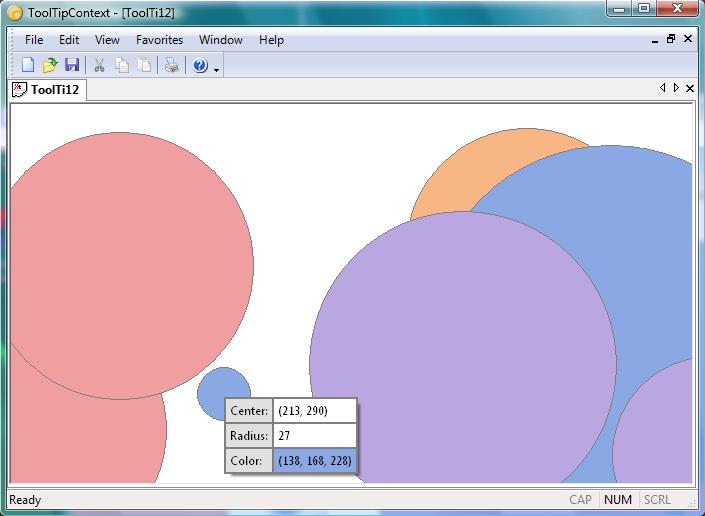 ToolTipContext - [ToolTi12]
File Edit View Favorites Window Help
ToolTi12
Center: (213, 290)
Radius: 27
Color: (138, 168, 228)
Ready CAP NUM SCRL